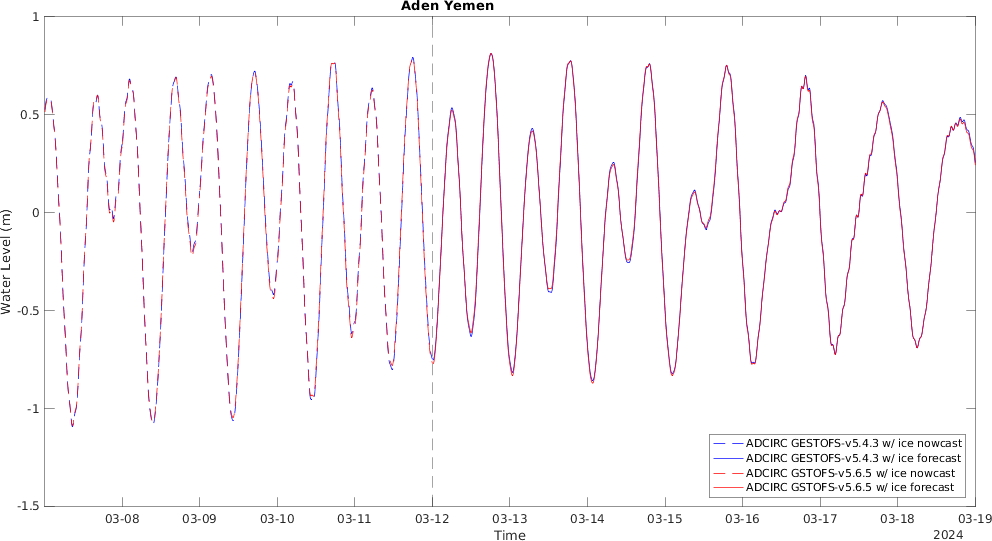 Aden Yemen
1
0.5
0
-0.5
-1
-1.5
Water Level (m)
ADCIRC GESTOFS-v5.4.3 w/ ice nowcast
ADCIRC GESTOFS-v5.4.3 w/ ice forecast
ADCIRC GSTOFS-v5.6.5 w/ ice nowcast
ADCIRC GSTOFS-v5.6.5 w/ ice forecast
03-08 03-09 03-10 03-11 03-12 03-13 03-14 03-15 03-16 03-17 03-18 03-19
Time
2024